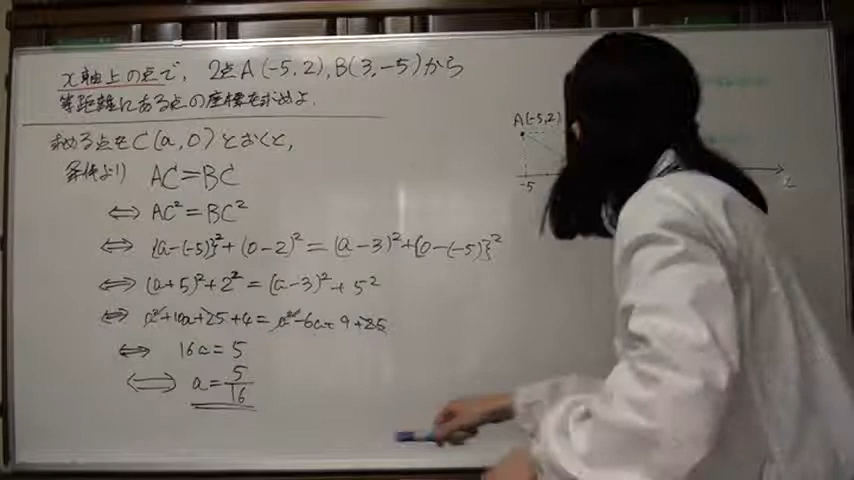 x軸上の点で, 2点A(-5,2), B(3,-5)から
等距離にある点の座標を求めよ.
求める点をC(a,0)とおくと,
条件より AC=BC
⇔ AC²=BC²
⇔ {a-(-5)}²+(0-2)²=(a-3)²+{0-(-5)}²
⇔ (a+5)²+2²=(a-3)²+5²
⇔ a²+10a+25+4=a²-6a+9+25
⇔ 16a=5
⇔ a=5/16
A(-5,2)
-5
x